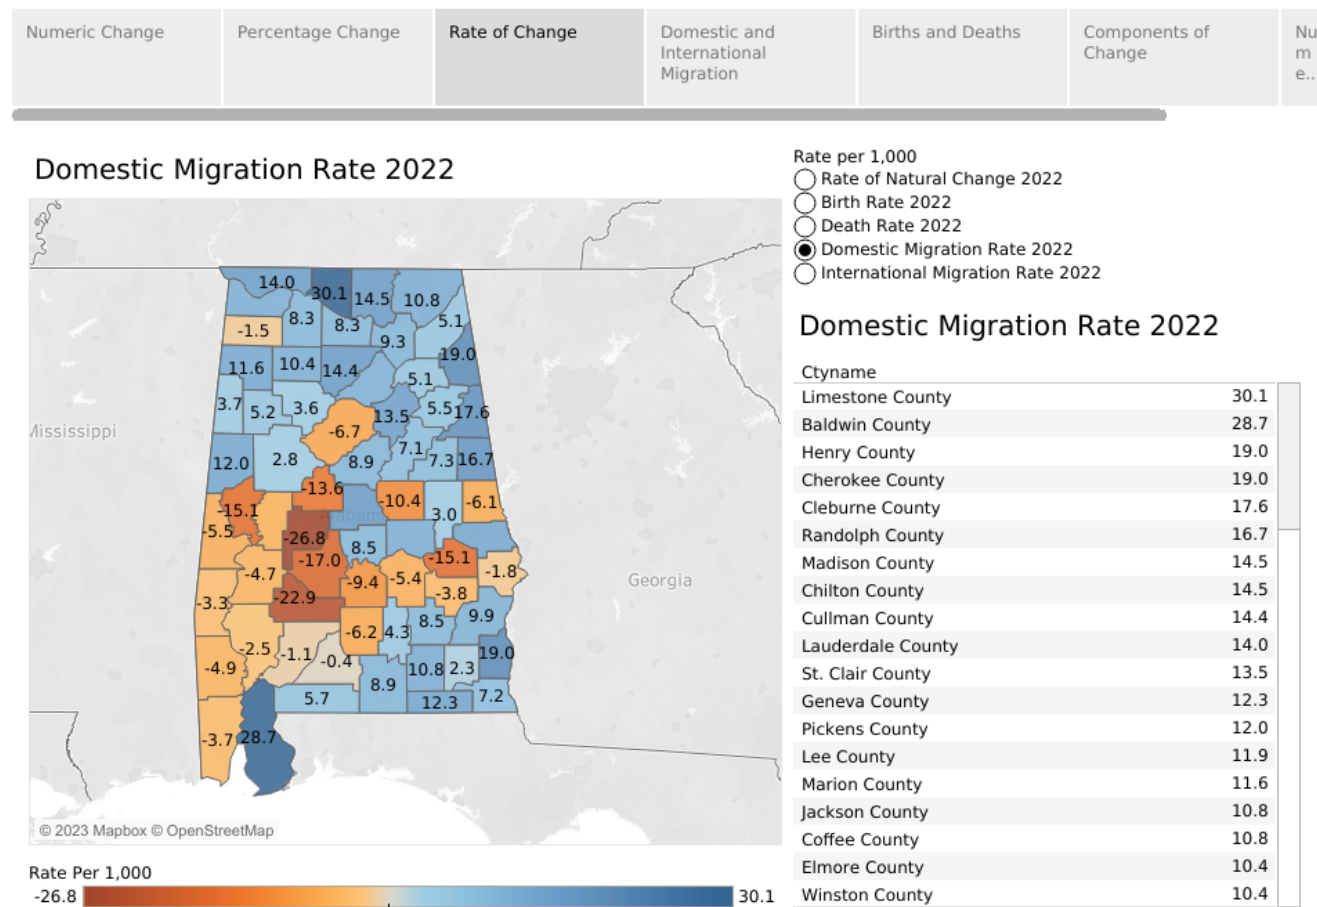 Numeric Change
Percentage Change
Rate of Change
Domestic and
International
Migration
Births and Deaths
Components of
Change
Nu
m
e..
Domestic Migration Rate 2022
Rate per 1,000
Rate of Natural Change 2022
Birth Rate 2022
Death Rate 2022
Domestic Migration Rate 2022
International Migration Rate 2022
14.0
30.1
14.5
10.8
-1.5
8.3
8.3
9.3
5.1
19.0
11.6
10.4
14.4
5.1
3.7
5.2
3.6
13.5
5.5
17.6
Mississippi
-6.7
12.0
2.8
8.9
7.1
7.3
16.7
-13.6
-10.4
-6.1
-15.1
Alabama
3.0
-5.5
-26.8
8.5
-17.0
-15.1
-1.8
-4.7
-9.4
-5.4
-3.8
Georgia
-3.3
-22.9
-6.2
4.3
8.5
9.9
-2.5
-1.1
-0.4
19.0
-4.9
8.9
10.8
2.3
5.7
12.3
7.2
-3.7
28.7
© 2023 Mapbox © OpenStreetMap
Rate Per 1,000
-26.8
30.1
Domestic Migration Rate 2022
Ctyname
Limestone County 30.1
Baldwin County 28.7
Henry County 19.0
Cherokee County 19.0
Cleburne County 17.6
Randolph County 16.7
Madison County 14.5
Chilton County 14.5
Cullman County 14.4
Lauderdale County 14.0
St. Clair County 13.5
Geneva County 12.3
Pickens County 12.0
Lee County 11.9
Marion County 11.6
Jackson County 10.8
Coffee County 10.8
Elmore County 10.4
Winston County 10.4